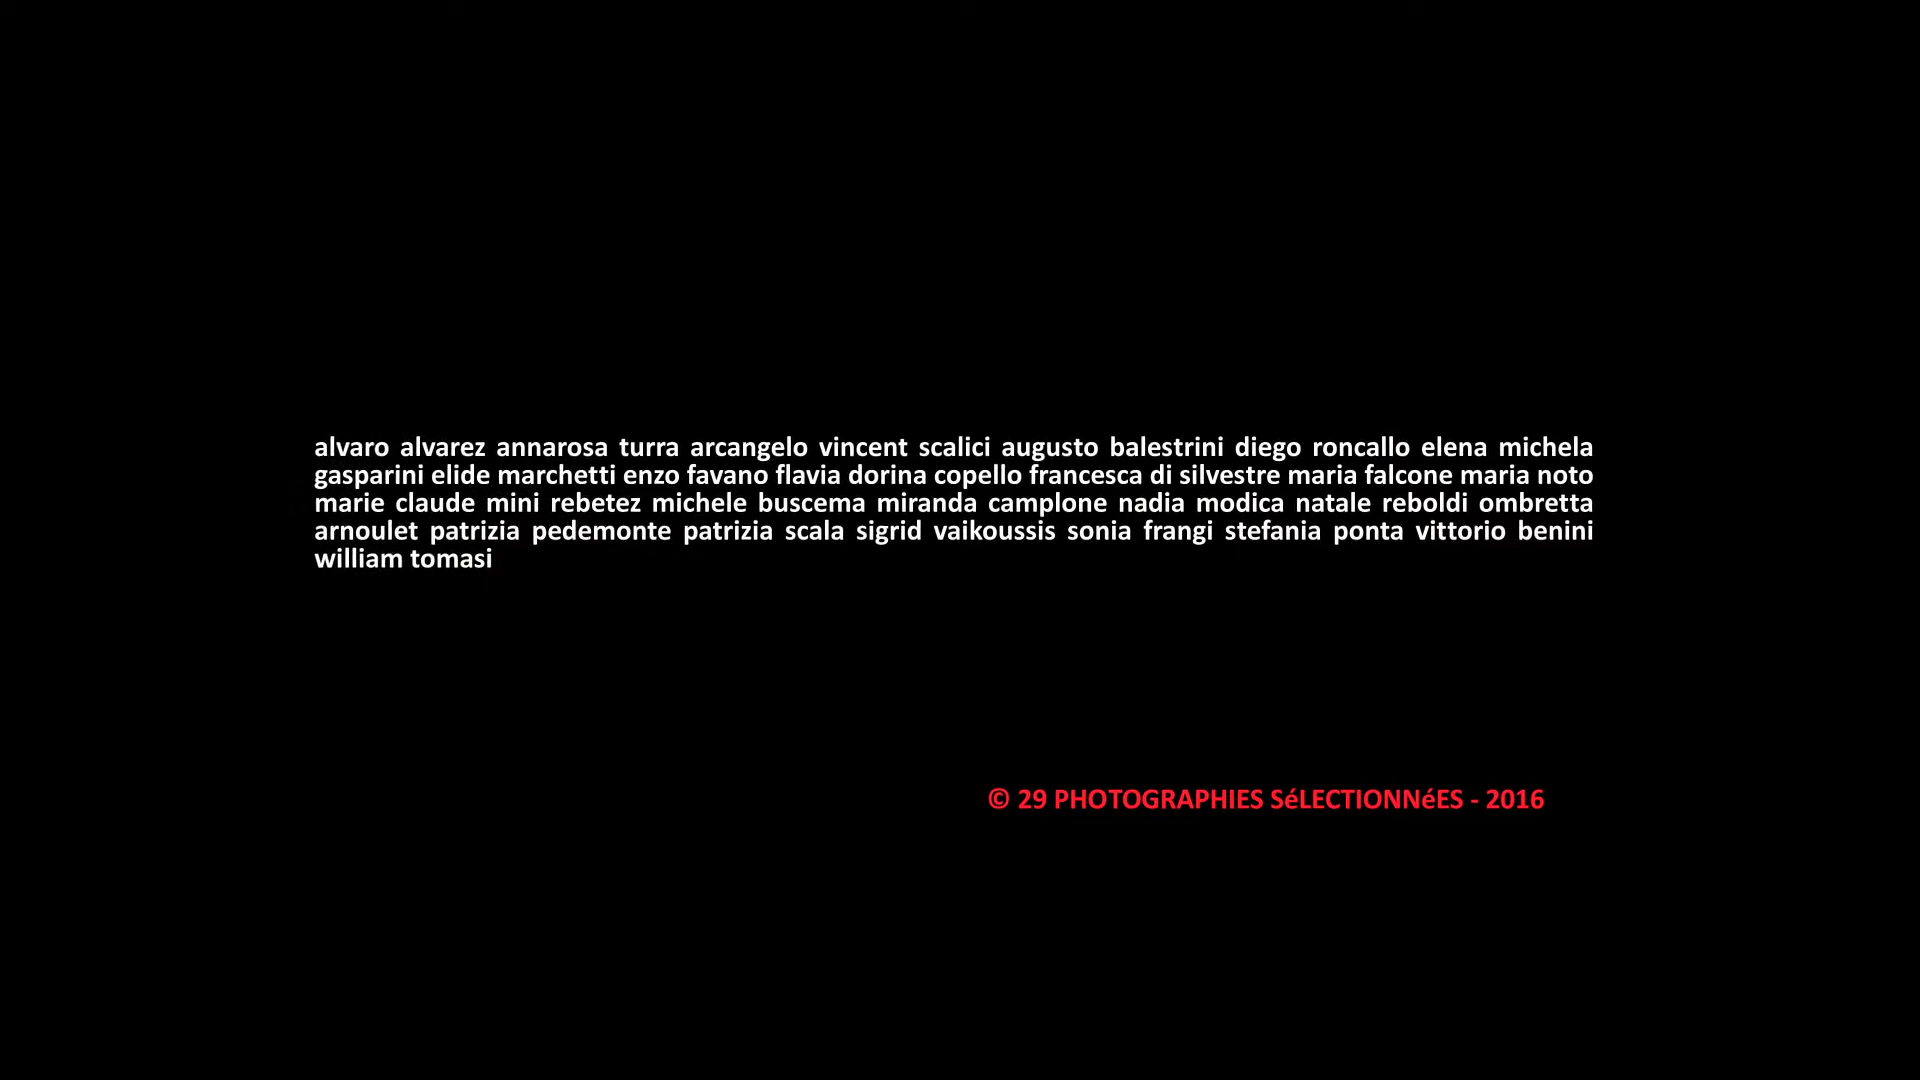 alvaro alvarez annarosa turra arcangelo vincent scalici augusto balestrini diego roncallo elena michela
gasparini elide marchetti enzo favano flavia dorina copello francesca di silvestre maria falcone maria noto
marie claude mini rebetez michele buscema miranda camplone nadia modica natale reboldi ombretta
arnoulet patrizia pedemonte patrizia scala sigrid vaikoussis sonia frangi stefania ponta vittorio benini
william tomasi
© 29 PHOTOGRAPHIES SéLECTIONNéES - 2016